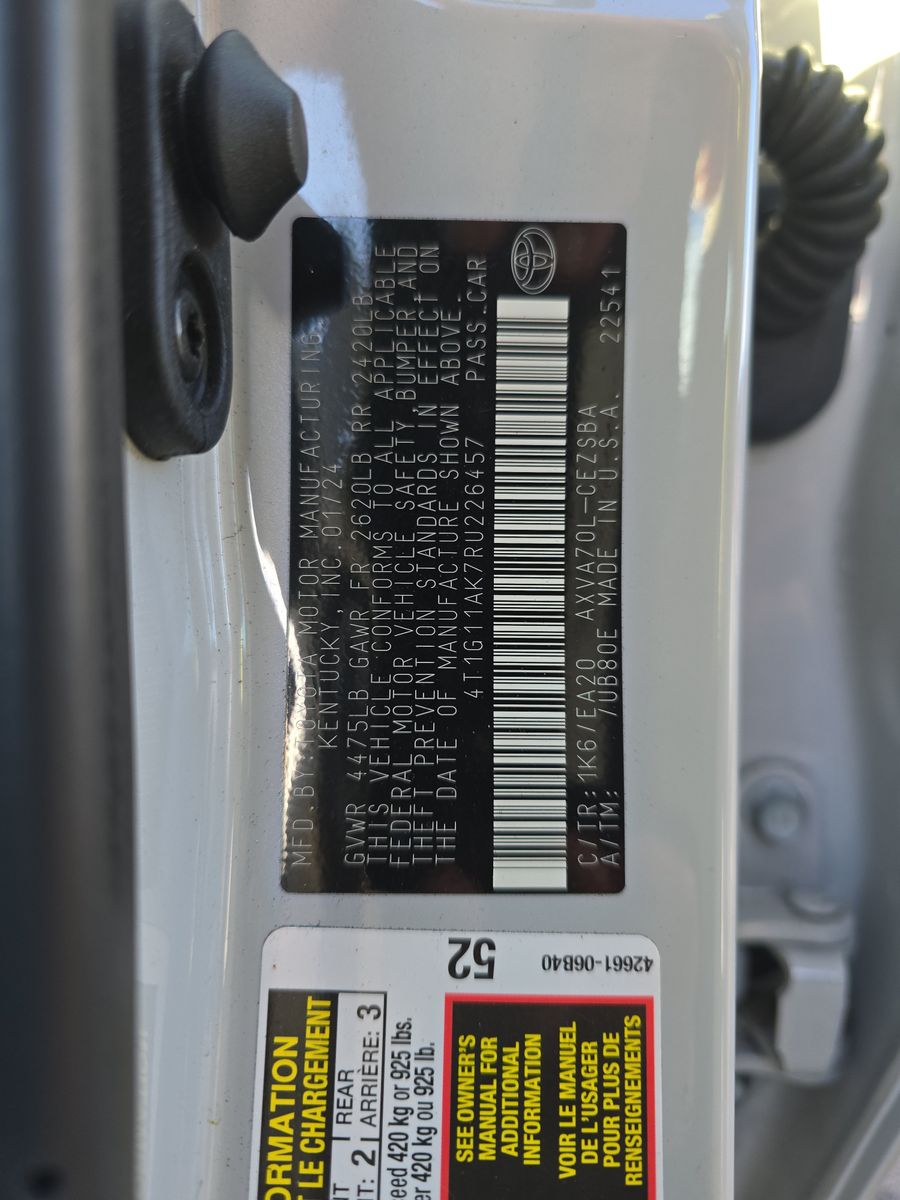 MFD. BY: TOYOTA MOTOR MANUFACTURING,
KENTUCKY, INC. 01/24
GVWR 4475LB GAWR FR 2620LB RR 2420LB
THIS VEHICLE CONFORMS TO ALL APPLICABLE
FEDERAL MOTOR VEHICLE SAFETY, BUMPER, AND
THEFT PREVENTION STANDARDS IN EFFECT ON
THE DATE OF MANUFACTURE SHOWN ABOVE.
4T1G11AK7RU226457 PASS.CAR
C/TR: 1K6/EA20 AXVA70L-CEZSBA
A/TM: /UB80E MADE IN U.S.A. 22541
52
42661-06B40
ORMATION
T LE CHARGEMENT
NT REAR
NT: 2 ARRIÈRE: 3
ceed 420 kg or 925 lbs.
er 420 kg ou 925 lb.
SEE OWNER'S
MANUAL FOR
ADDITIONAL
INFORMATION
VOIR LE MANUEL
DE L'USAGER
POUR PLUS DE
RENSEIGNEMENTS